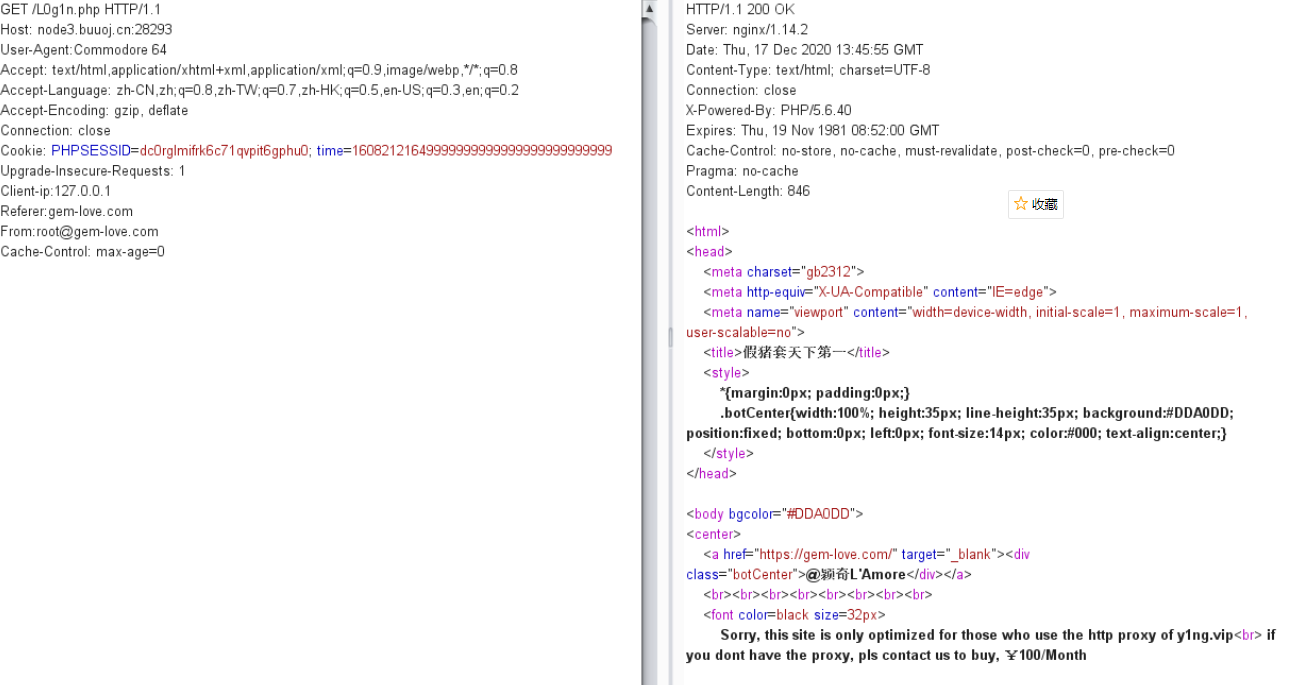 GET /L0g1n.php HTTP/1.1
Host: node3.buuoj.cn:28293
User-Agent:Commodore 64
Accept: text/html,application/xhtml+xml,application/xml;q=0.9,image/webp,*/*;q=0.8
Accept-Language: zh-CN,zh;q=0.8,zh-TW;q=0.7,zh-HK;q=0.5,en-US;q=0.3,en;q=0.2
Accept-Encoding: gzip, deflate
Connection: close
Cookie: PHPSESSID=dc0rglmifrk6c71qvpit6gphu0; time=1608212164999999999999999999999999999
Upgrade-Insecure-Requests: 1
Client-ip:127.0.0.1
Referer:gem-love.com
From:root@gem-love.com
Cache-Control: max-age=0
HTTP/1.1 200 OK
Server: nginx/1.14.2
Date: Thu, 17 Dec 2020 13:45:55 GMT
Content-Type: text/html; charset=UTF-8
Connection: close
X-Powered-By: PHP/5.6.40
Expires: Thu, 19 Nov 1981 08:52:00 GMT
Cache-Control: no-store, no-cache, must-revalidate, post-check=0, pre-check=0
Pragma: no-cache
Content-Length: 846
收藏
<html>
<head>
<meta charset="gb2312">
<meta http-equiv="X-UA-Compatible" content="IE=edge">
<meta name="viewport" content="width=device-width, initial-scale=1, maximum-scale=1,
user-scalable=no">
<title>假猪套天下第一</title>
<style>
*{margin:0px; padding:0px;}
.botCenter{width:100%; height:35px; line-height:35px; background:#DDA0DD;
position:fixed; bottom:0px; left:0px; font-size:14px; color:#000; text-align:center;}
</style>
</head>
<body bgcolor="#DDA0DD">
<center>
<a href="https://gem-love.com/" target="_blank"><div
class="botCenter">@颖奇L'Amore</div></a>
<br><br><br><br><br><br><br><br>
<font color=black size=32px>
Sorry, this site is only optimized for those who use the http proxy of y1ng.vip<br> if
you dont have the proxy, pls contact us to buy, ￥100/Month